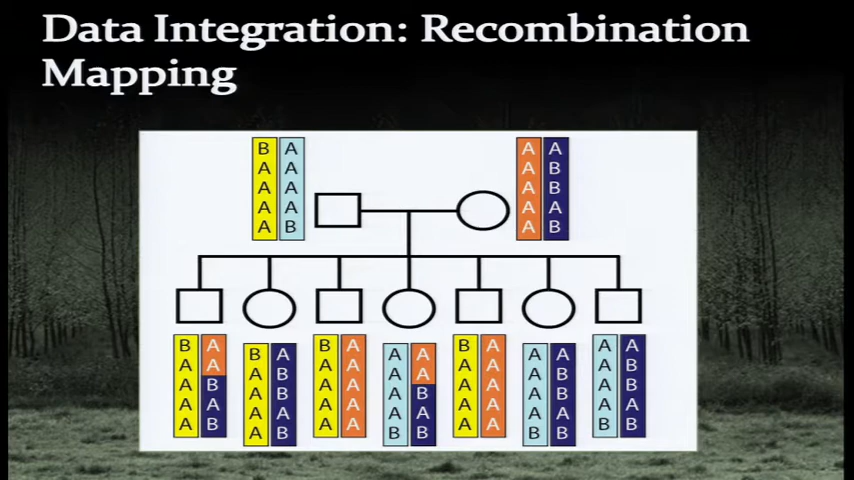 Data Integration: Recombination
Mapping
B A A A
A A A B
A A A B
A A A A
A B A B
B A B A A A B A B A A A A A
A A A B A A A A A A A B A B
A B A B A A A B A A A B A B
A A A A A A A A A A A A A A
A B A B A A B B A A B B B B